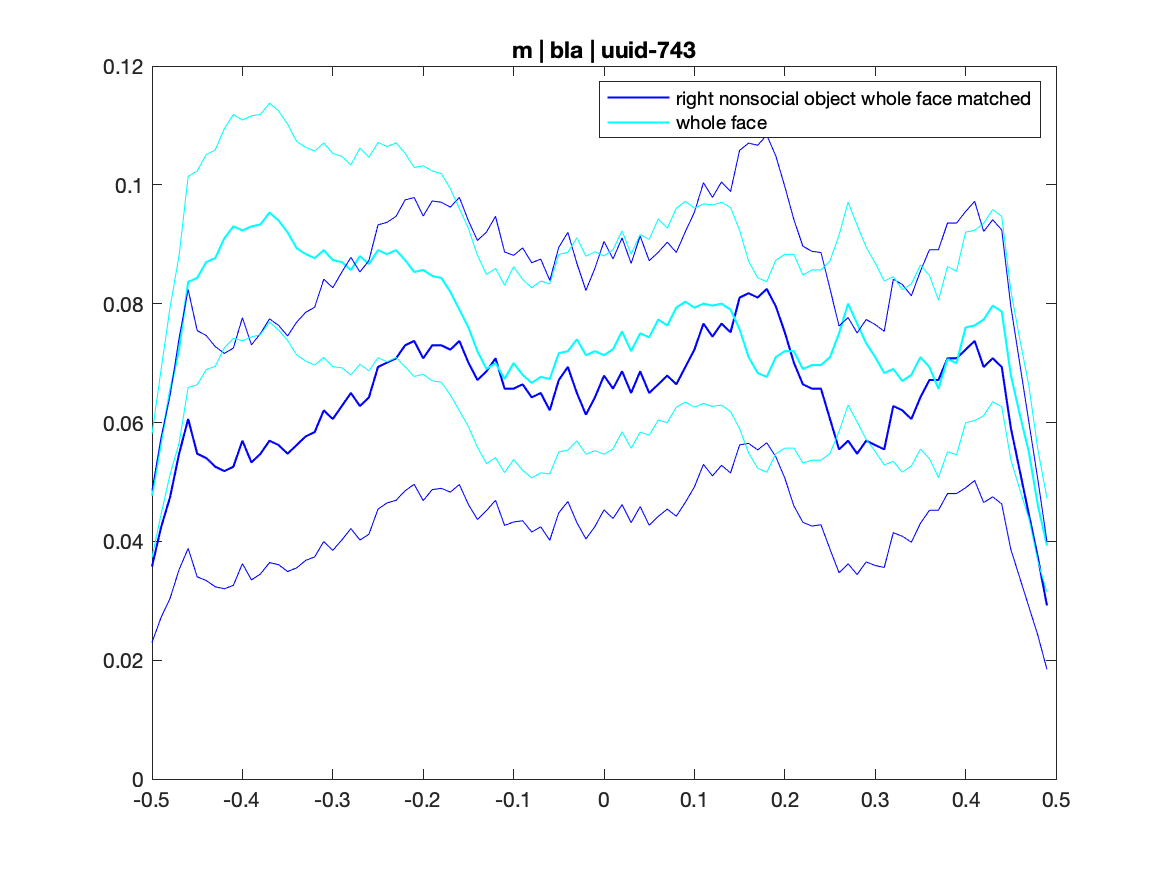 m | bla | uuid-743
right nonsocial object whole face matched
whole face
0.12
0.1
0.08
0.06
0.04
0.02
0
-0.5 -0.4 -0.3 -0.2 -0.1 0 0.1 0.2 0.3 0.4 0.5